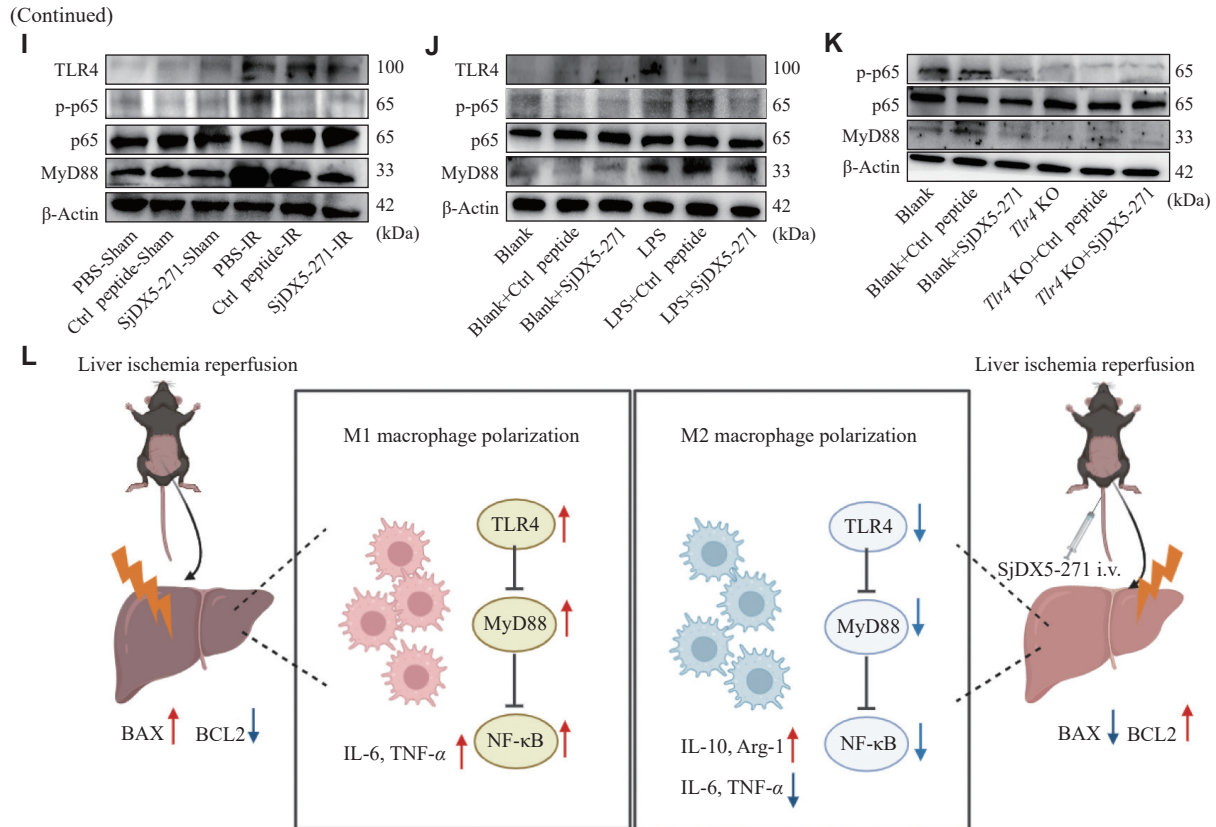 (Continued)
I
TLR4
100
p-p65
65
p65
65
MyD88
33
β-Actin
42
(kDa)
PBS-Sham
Ctrl peptide-Sham
SjDX5-271-Sham
PBS-IR
Ctrl peptide-IR
SjDX5-271-IR
J
TLR4
100
p-p65
65
p65
65
MyD88
33
β-Actin
42
(kDa)
Blank
Blank+Ctrl peptide
Blank+SjDX5-271
LPS
LPS+Ctrl peptide
LPS+SjDX5-271
K
p-p65
65
p65
65
MyD88
33
β-Actin
42
(kDa)
Blank
Blank+Ctrl peptide
Blank+SjDX5-271
Tlr4 KO
Tlr4 KO+Ctrl peptide
Tlr4 KO+SjDX5-271
L
Liver ischemia reperfusion
BAX
BCL2
M1 macrophage polarization
TLR4
MyD88
NF-κB
IL-6, TNF-α
M2 macrophage polarization
TLR4
MyD88
NF-κB
IL-10, Arg-1
IL-6, TNF-α
Liver ischemia reperfusion
SjDX5-271 i.v.
BAX
BCL2